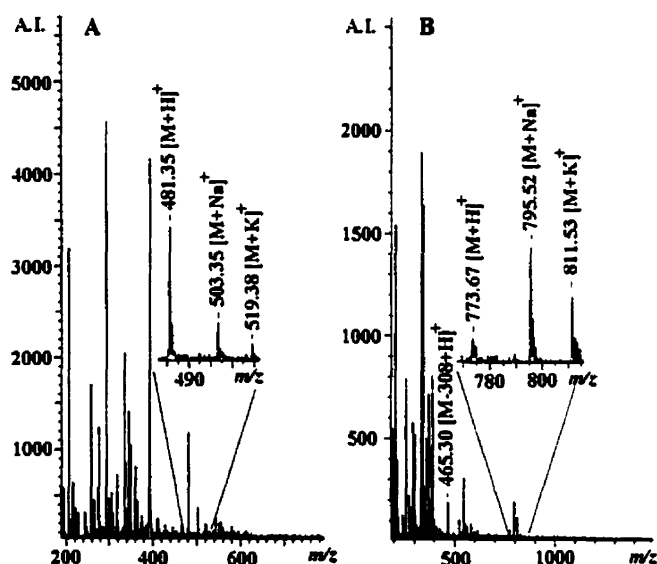 A.I. A
5000
4000
3000
2000
1000
200 400 600 m/z
481.35 [M+H]+
503.35 [M+Na]+
519.38 [M+K]+
490 m/z
A.I. B
2000
1500
1000
500
500 1000 m/z
465.30 [M-308+H]+
773.67 [M+H]+
795.52 [M+Na]+
811.53 [M+K]+
780 800 m/z